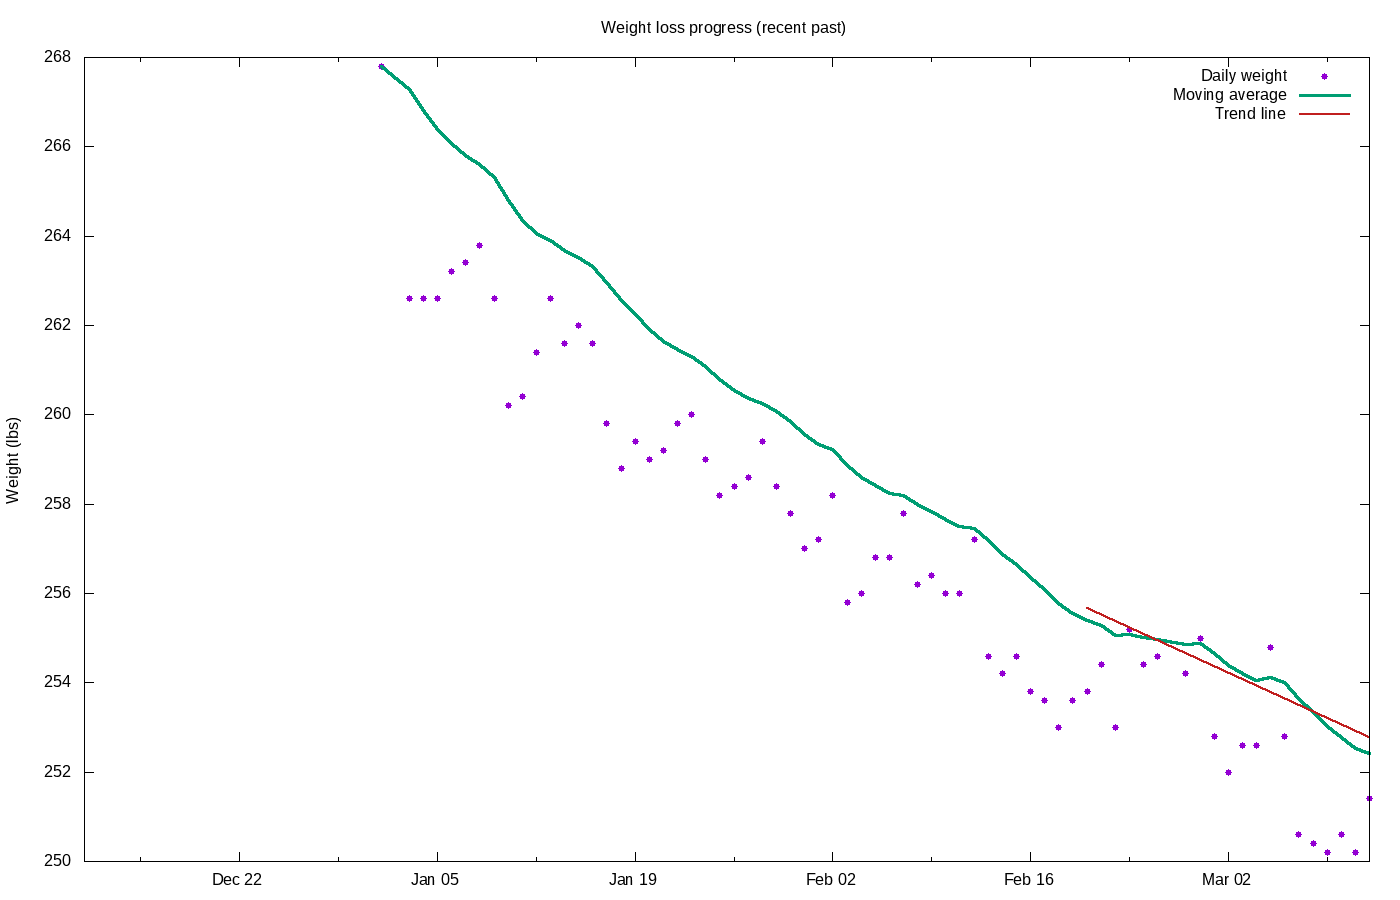 Weight loss progress (recent past)
268
266
264
262
260
258
256
254
252
250
Weight (lbs)
Daily weight
Moving average
Trend line
Dec 22
Jan 05
Jan 19
Feb 02
Feb 16
Mar 02